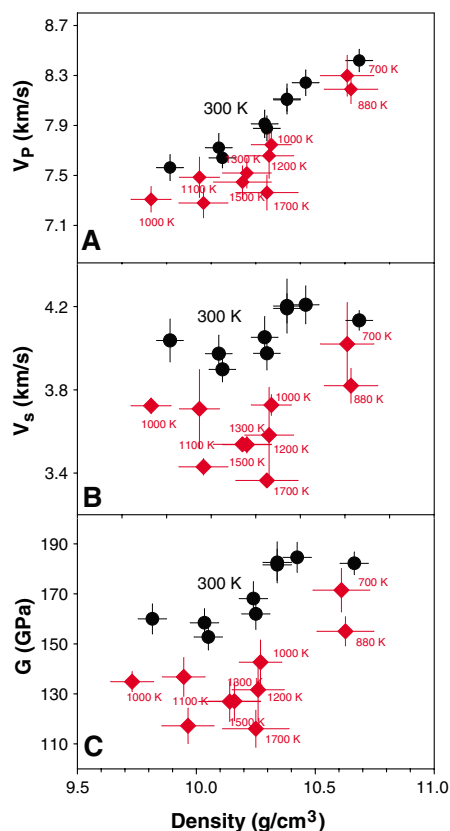 8.7
8.3
7.9
7.5
7.1
V_P (km/s)
300 K
700 K
880 K
1000 K
1300 K
1200 K
1100 K
1500 K
1700 K
1000 K
A
4.2
3.8
3.4
V_s (km/s)
300 K
700 K
880 K
1000 K
1000 K
1300 K
1100 K
1200 K
1500 K
1700 K
B
190
170
150
130
110
G (GPa)
300 K
700 K
880 K
1000 K
1300 K
1000 K
1100 K
1200 K
1500 K
1700 K
C
9.5 10.0 10.5 11.0
Density (g/cm³)